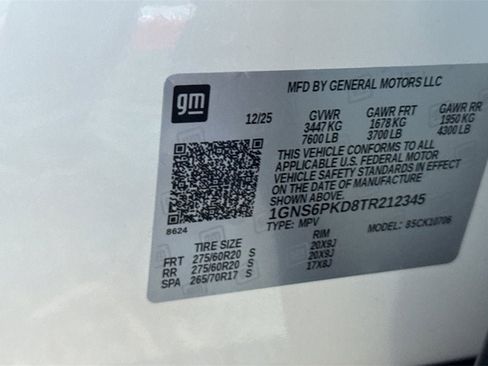 gm
MFD BY GENERAL MOTORS LLC
12/25 GVWR GAWR FRT GAWR RR
3447 KG 1678 KG 1950 KG
7600 LB 3700 LB 4300 LB
THIS VEHICLE CONFORMS TO ALL
APPLICABLE U.S. FEDERAL MOTOR
VEHICLE SAFETY STANDARDS IN EFFECT
ON THE DATE OF MANUFACTURE SHOWN ABOVE.
1GNS6PKD8TR212345
TYPE: MPV MODEL: 85CK10706
8624
TIRE SIZE RIM
FRT 275/60R20 S 20X9J
RR 275/60R20 S 20X9J
SPA 265/70R17 S 17X8J